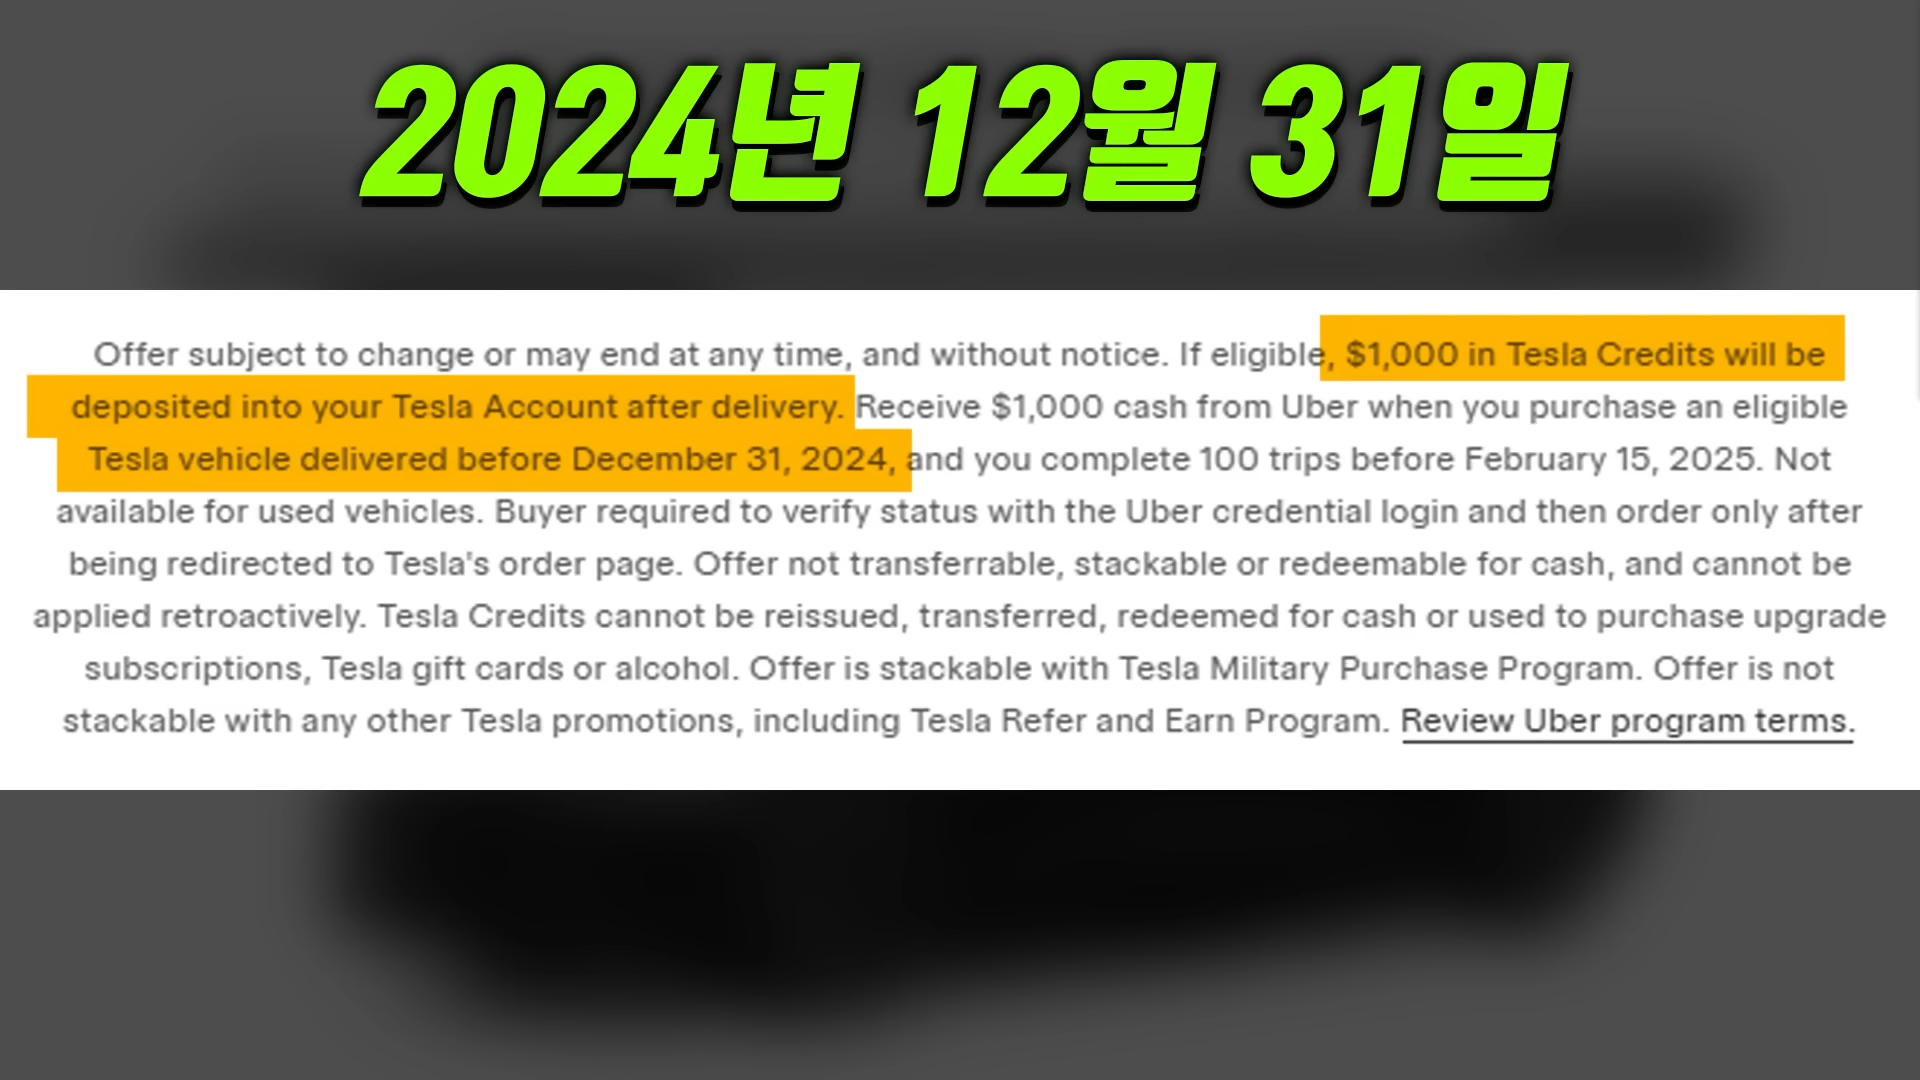 2024년 12월 31일
Offer subject to change or may end at any time, and without notice. If eligible, $1,000 in Tesla Credits will be
deposited into your Tesla Account after delivery. Receive $1,000 cash from Uber when you purchase an eligible
Tesla vehicle delivered before December 31, 2024, and you complete 100 trips before February 15, 2025. Not
available for used vehicles. Buyer required to verify status with the Uber credential login and then order only after
being redirected to Tesla's order page. Offer not transferrable, stackable or redeemable for cash, and cannot be
applied retroactively. Tesla Credits cannot be reissued, transferred, redeemed for cash or used to purchase upgrade
subscriptions, Tesla gift cards or alcohol. Offer is stackable with Tesla Military Purchase Program. Offer is not
stackable with any other Tesla promotions, including Tesla Refer and Earn Program. Review Uber program terms.